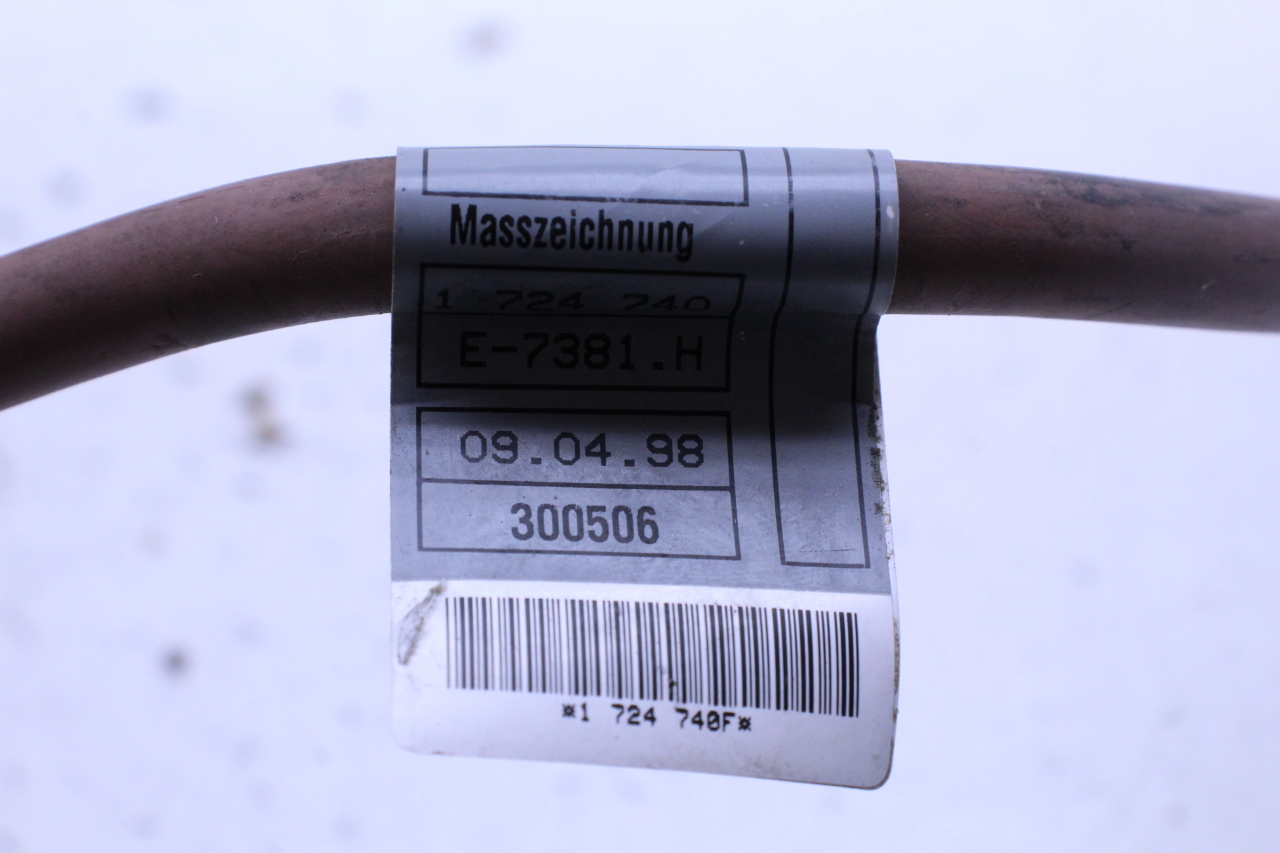 Masszeichnung
1 724 740
E-7381.H
09.04.98
300506
¤1 724 740F¤